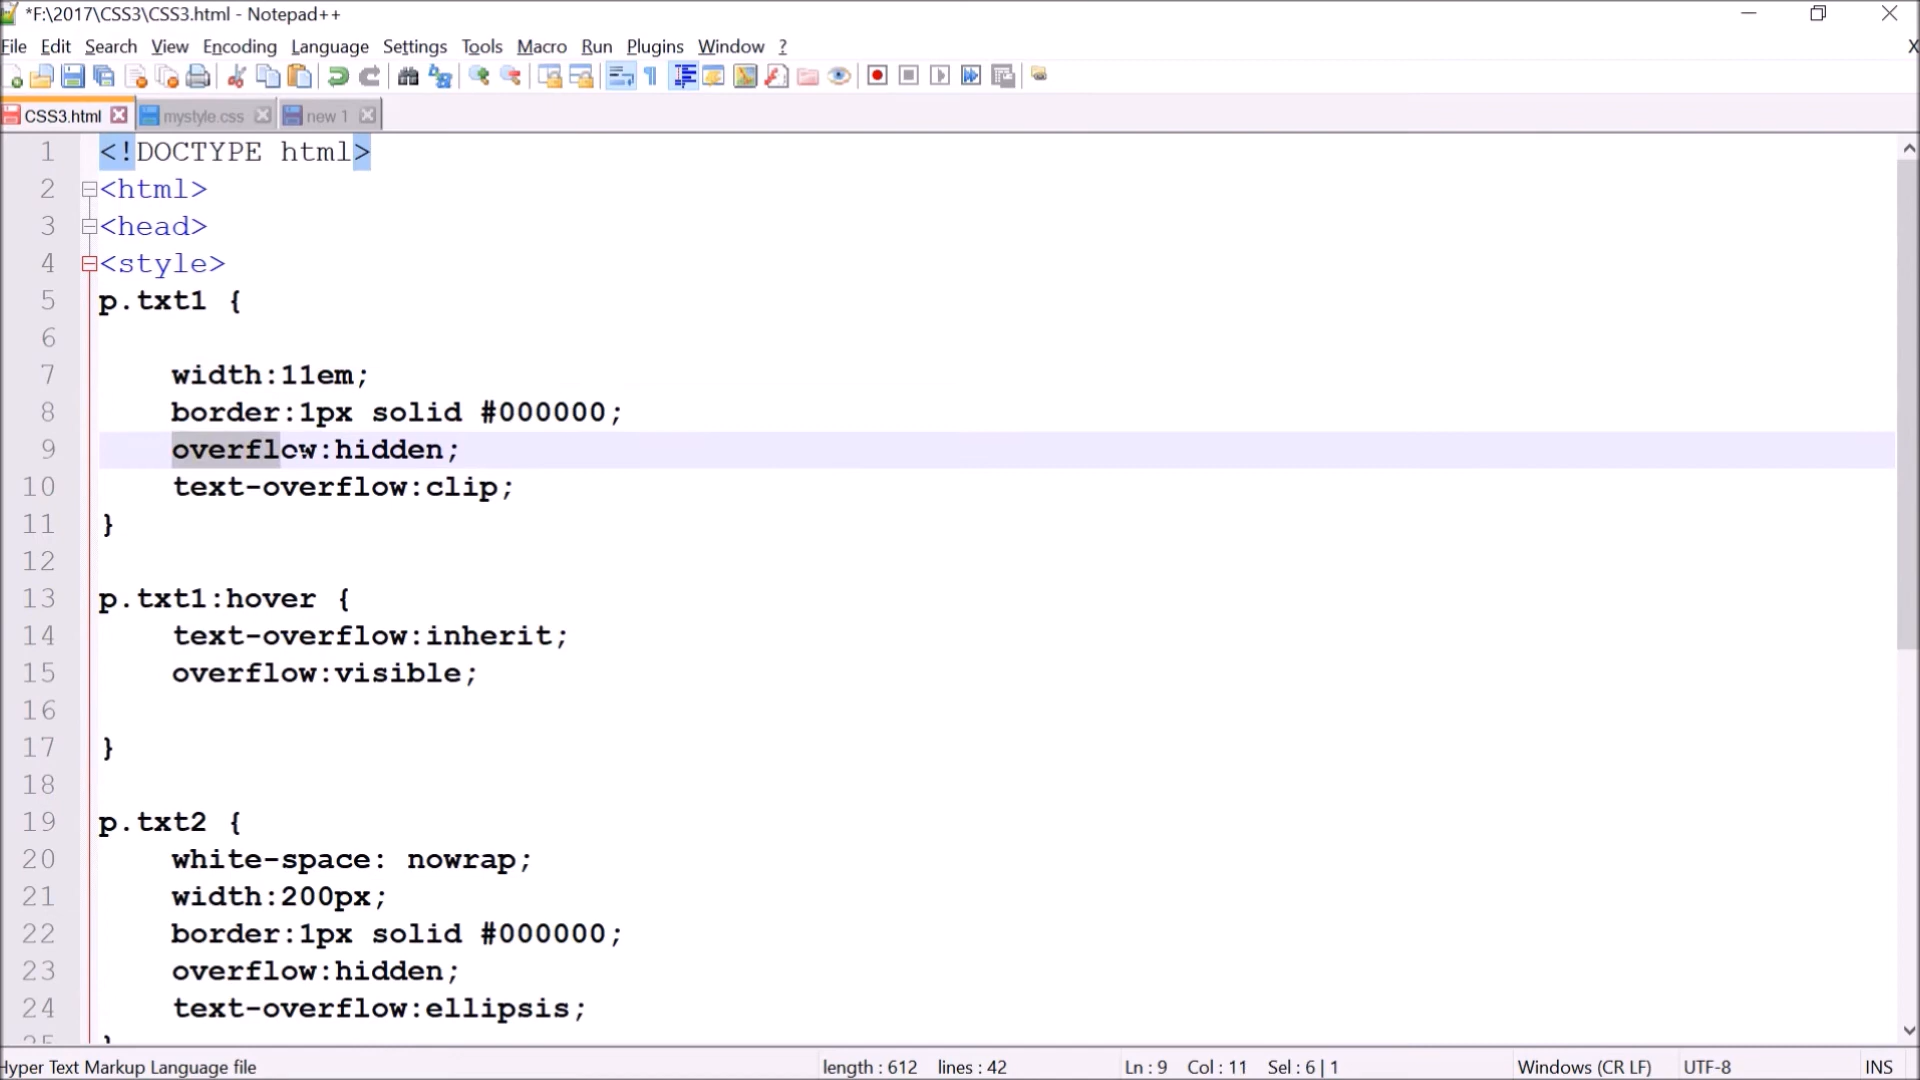 *F:\2017\CSS3\CSS3.html - Notepad++
File Edit Search View Encoding Language Settings Tools Macro Run Plugins Window ? X
CSS3.html mystyle.css new 1
1 <!DOCTYPE html>
2 <html>
3 <head>
4 <style>
5 p.txt1 {
6
7 width:11em;
8 border:1px solid #000000;
9 overflow:hidden;
10 text-overflow:clip;
11 }
12
13 p.txt1:hover {
14 text-overflow:inherit;
15 overflow:visible;
16
17 }
18
19 p.txt2 {
20 white-space: nowrap;
21 width:200px;
22 border:1px solid #000000;
23 overflow:hidden;
24 text-overflow:ellipsis;
25 }
Hyper Text Markup Language file length : 612 lines : 42 Ln : 9 Col : 11 Sel : 6 | 1 Windows (CR LF) UTF-8 INS